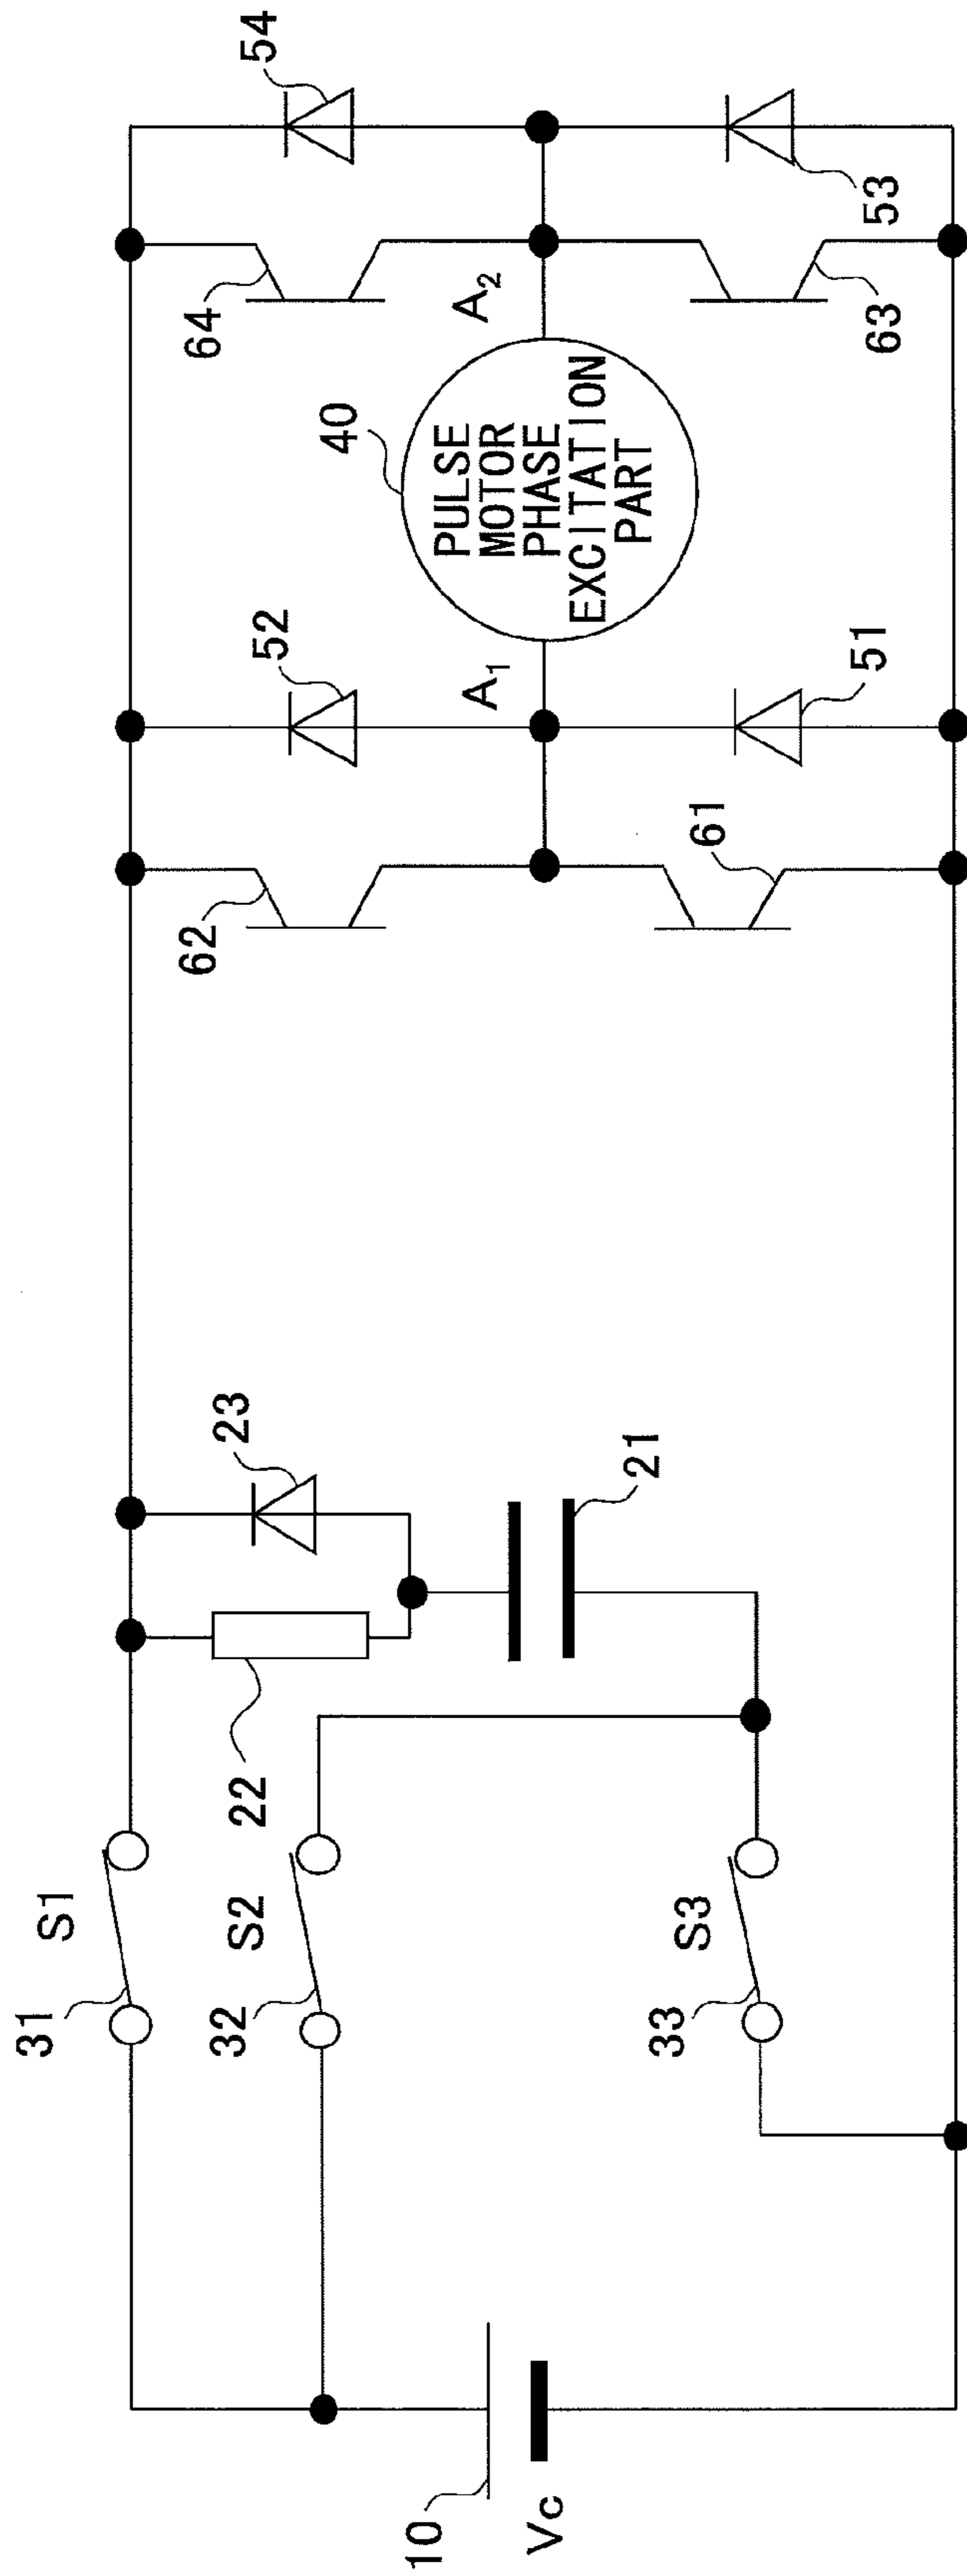 10
Vc
31
S1
32
S2
33
S3
22
23
21
62
61
52
51
A1
40
PULSE
MOTOR
PHASE
EXCITATION
PART
A2
64
63
54
53